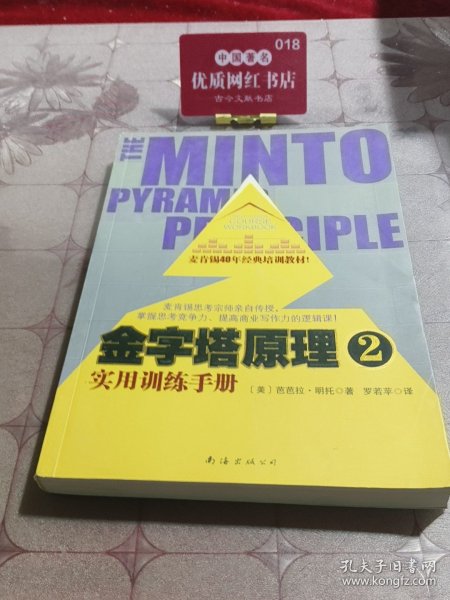 018
中国著名
优质网红书店
古今文献书店
THE
MINTO
PYRAMID
PRINCIPLE
COURSE
WORKBOOK
麦肯锡40年经典培训教材!
麦肯锡思考宗师亲自传授,
掌握思考竞争力、提高商业写作力的逻辑课!
金字塔原理2
实用训练手册
[美]芭芭拉·明托 著 罗若苹 译
南海出版公司
孔夫子旧书网
www.kongfz.com